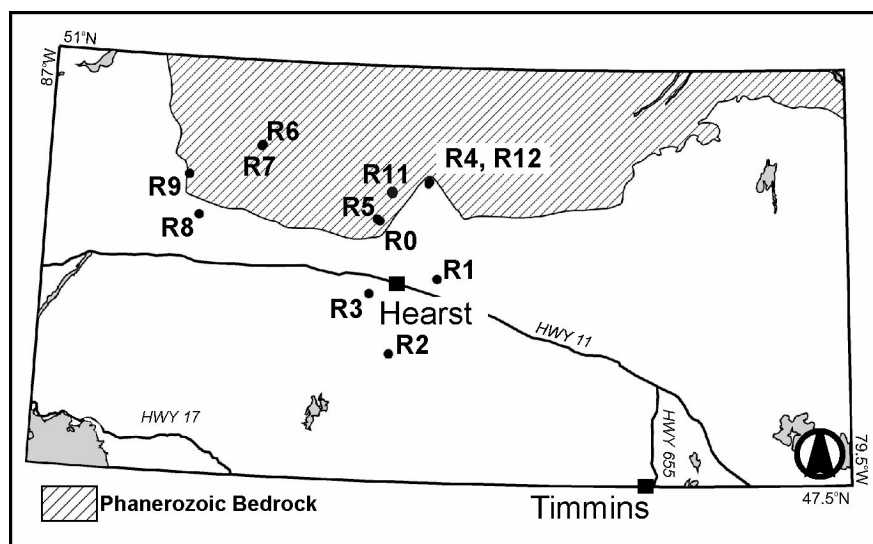 51°N
87°W
R6
R7
R4, R12
R11
R9
R5
R8
R0
R1
R3
Hearst
HWY 11
R2
HWY 17
HWY 655
79.5°W
Phanerozoic Bedrock
47.5°N
Timmins